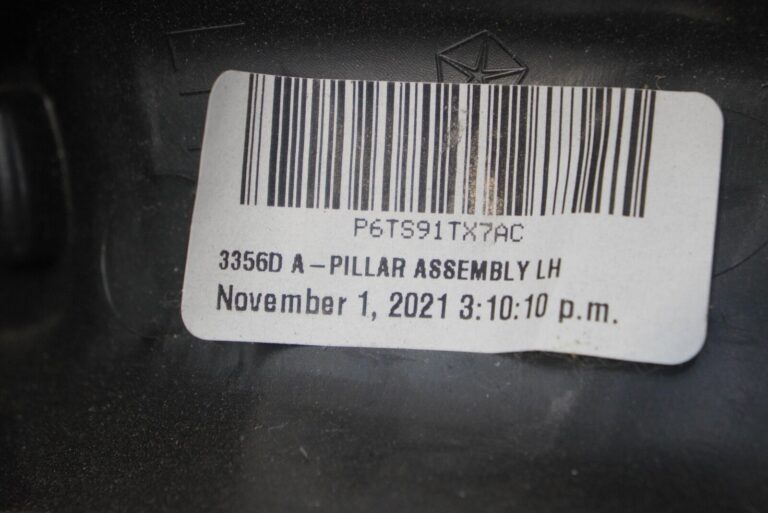 P6TS91TX7AC
3356D A-PILLAR ASSEMBLY LH
November 1, 2021 3:10:10 p.m.